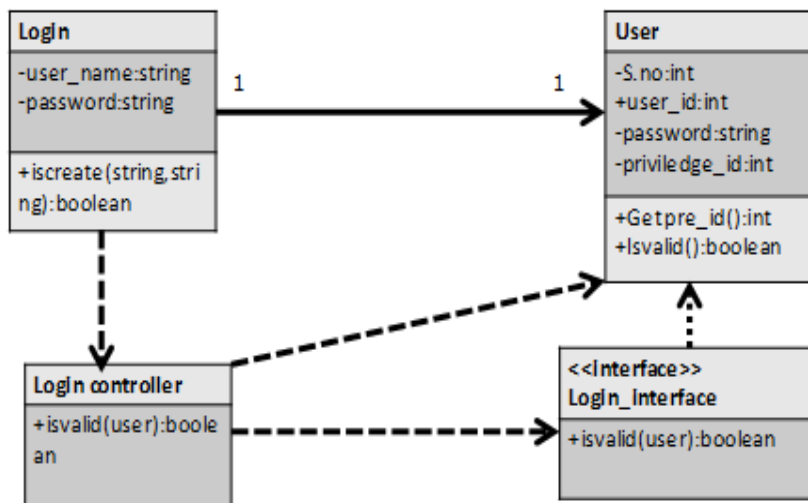 Login
-user_name:string
-password:string
+iscreate(string,stri
ng):boolean
1
1
User
-S.no:int
+user_id:int
-password:string
-priviledge_id:int
+Getpre_id():int
+Isvalid():boolean
Login controller
+isvalid(user):boole
an
<<Interface>>
Login_interface
+isvalid(user):boolean